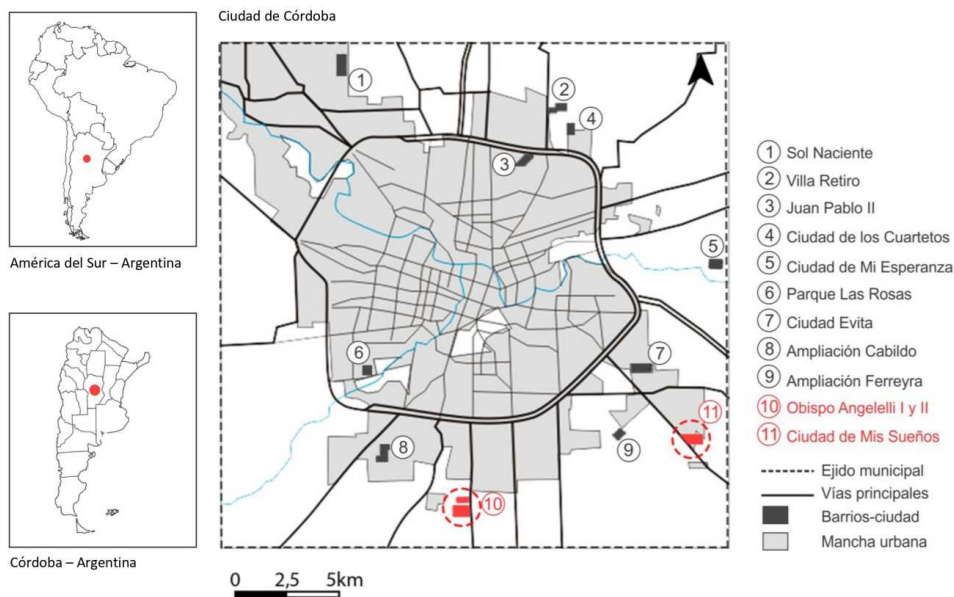 Ciudad de Córdoba
América del Sur – Argentina
Córdoba – Argentina
1
2
3
4
5
6
7
8
9
10
11
0 2,5 5km
1 Sol Naciente
2 Villa Retiro
3 Juan Pablo II
4 Ciudad de los Cuartetos
5 Ciudad de Mi Esperanza
6 Parque Las Rosas
7 Ciudad Evita
8 Ampliación Cabildo
9 Ampliación Ferreyra
10 Obispo Angelelli I y II
11 Ciudad de Mis Sueños
Ejido municipal
Vías principales
Barrios-ciudad
Mancha urbana